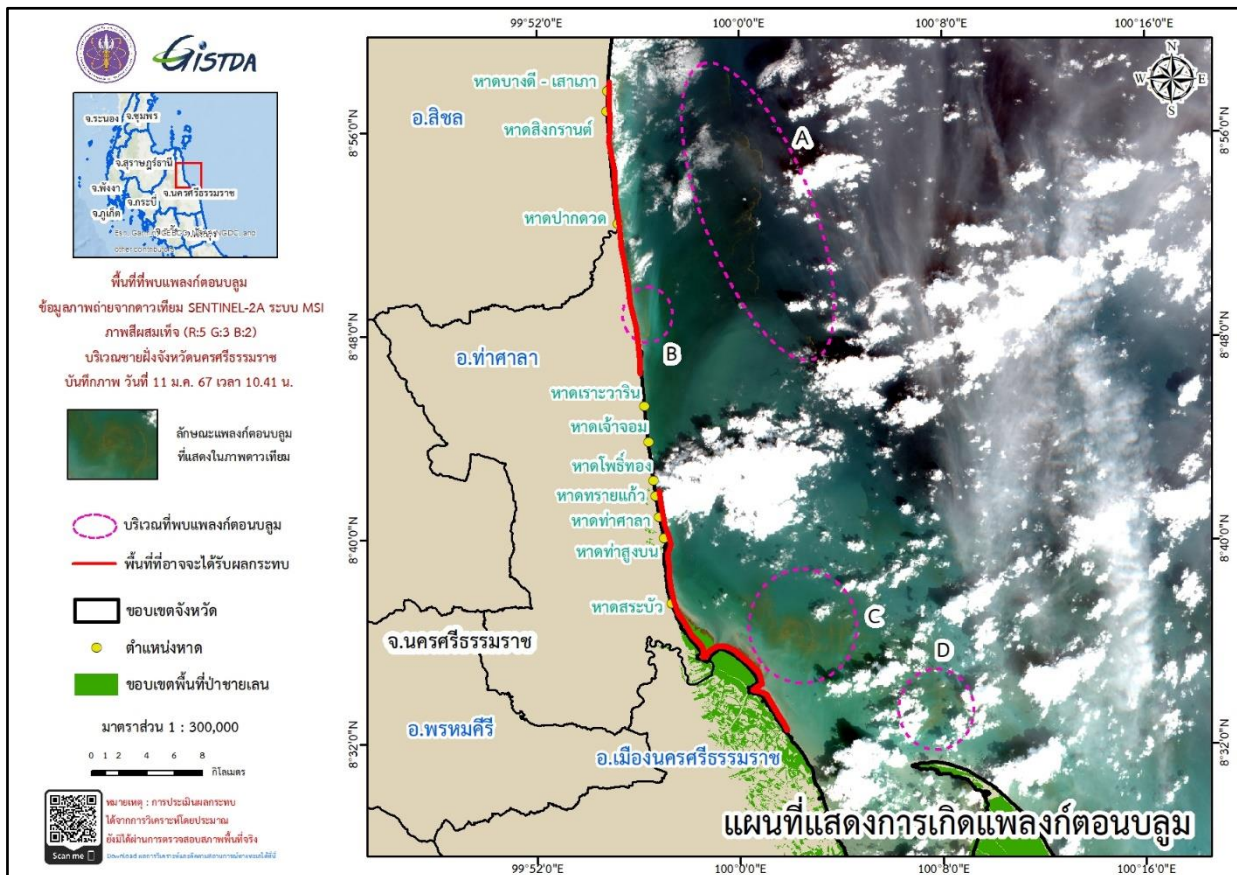 GISTDA
จ.ระนอง
จ.ชุมพร
จ.สุราษฎร์ธานี
จ.พังงา
จ.นครศรีธรรมราช
จ.กระบี่
จ.ภูเก็ต
พื้นที่ที่พบแพลงก์ตอนบลูม
ข้อมูลภาพถ่ายจากดาวเทียม SENTINEL-2A ระบบ MSI
ภาพสีผสมเท็จ (R:5 G:3 B:2)
บริเวณชายฝั่งจังหวัดนครศรีธรรมราช
บันทึกภาพ วันที่ 11 ม.ค. 67 เวลา 10.41 น.
ลักษณะแพลงก์ตอนบลูม
ที่แสดงในภาพดาวเทียม
บริเวณที่พบแพลงก์ตอนบลูม
พื้นที่ที่อาจจะได้รับผลกระทบ
ขอบเขตจังหวัด
ตำแหน่งหาด
ขอบเขตพื้นที่ป่าชายเลน
มาตราส่วน 1 : 300,000
0 1 2 4 6 8
กิโลเมตร
Scan me
หมายเหตุ : การประเมินผลกระทบ
ได้จากการวิเคราะห์โดยประมาณ
ยังมิได้ผ่านการตรวจสอบสภาพพื้นที่จริง
99°52'0"E 100°0'0"E 100°8'0"E 100°16'0"E
N
W E
S
หาดบางดี - เสาเภา
อ.สิชล
หาดสิงกรานต์
8°56'0"N 8°56'0"N
A
หาดปากดวด
B
8°48'0"N 8°48'0"N
อ.ท่าศาลา
หาดเราะวาริน
หาดเจ้าจอม
หาดโพธิ์ทอง
หาดทรายแก้ว
หาดท่าศาลา
8°40'0"N 8°40'0"N
หาดท่าสูงบน
หาดสระบัว
C
จ.นครศรีธรรมราช
D
อ.พรหมคีรี
8°32'0"N 8°32'0"N
อ.เมืองนครศรีธรรมราช
แผนที่แสดงการเกิดแพลงก์ตอนบลูม
99°52'0"E 100°0'0"E 100°8'0"E 100°16'0"E